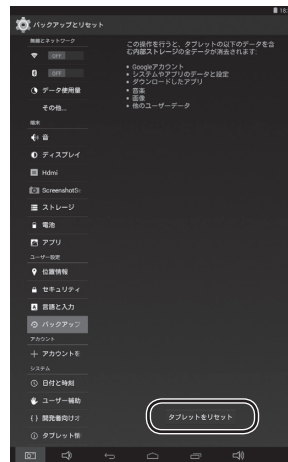 18
バックアップとリセット
無線とネットワーク
OFF
OFF
データ使用量
その他...
端末
音
ディスプレイ
Hdmi
ScreenshotSe
ストレージ
電池
アプリ
ユーザー設定
位置情報
セキュリティ
言語と入力
バックアップ
アカウント
アカウントを
システム
日付と時刻
ユーザー補助
開発者向けオ
タブレット情
この操作を行うと、タブレットの以下のデータを含
む内部ストレージの全データが消去されます:
• Googleアカウント
• システムやアプリのデータと設定
• ダウンロードしたアプリ
• 音楽
• 画像
• 他のユーザーデータ
タブレットをリセット